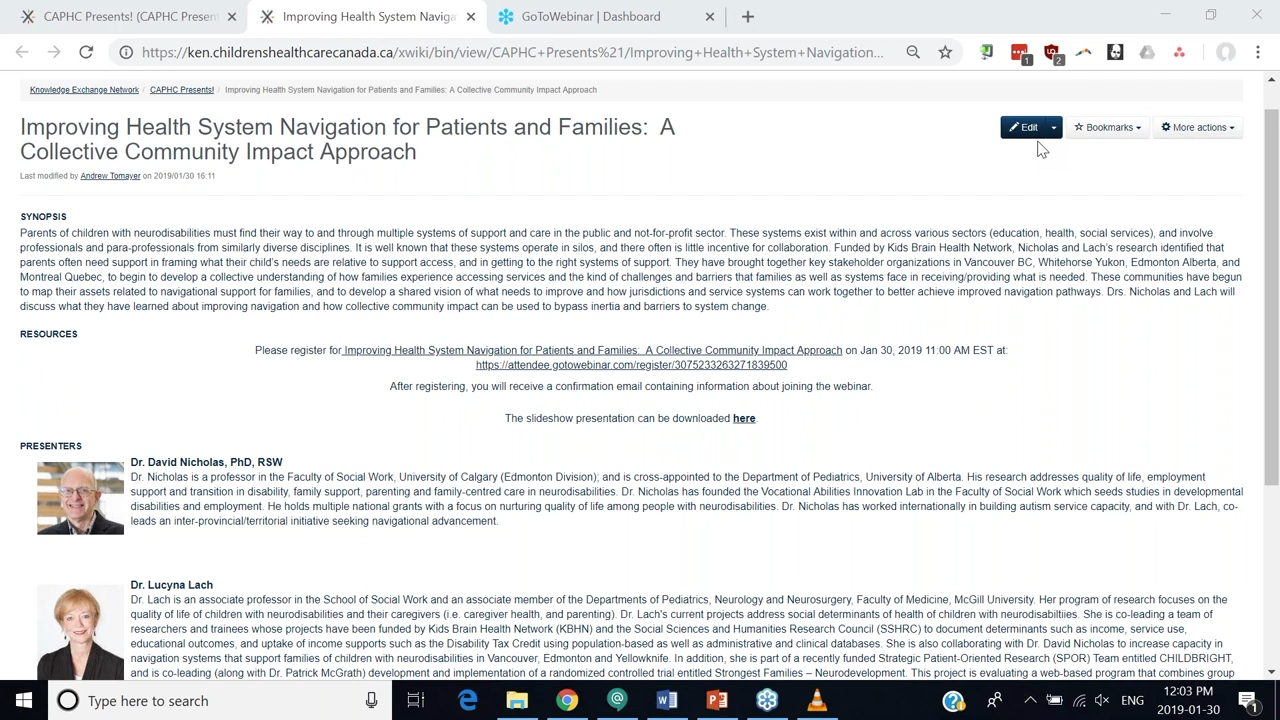 CAPHC Presents! (CAPHC Present
Improving Health System Naviga
GoToWebinar | Dashboard
https://ken.childrenshealthcarecanada.ca/xwiki/bin/view/CAPHC+Presents%21/Improving+Health+System+Navigation...
1
2
Knowledge Exchange Network / CAPHC Presents! / Improving Health System Navigation for Patients and Families: A Collective Community Impact Approach
Improving Health System Navigation for Patients and Families: A
Collective Community Impact Approach
Edit
Bookmarks
More actions
Last modified by Andrew Tomayer on 2019/01/30 16:11
SYNOPSIS
Parents of children with neurodisabilities must find their way to and through multiple systems of support and care in the public and not-for-profit sector. These systems exist within and across various sectors (education, health, social services), and involve
professionals and para-professionals from similarly diverse disciplines. It is well known that these systems operate in silos, and there often is little incentive for collaboration. Funded by Kids Brain Health Network, Nicholas and Lach's research identified that
parents often need support in framing what their child's needs are relative to support access, and in getting to the right systems of support. They have brought together key stakeholder organizations in Vancouver BC, Whitehorse Yukon, Edmonton Alberta, and
Montreal Quebec, to begin to develop a collective understanding of how families experience accessing services and the kind of challenges and barriers that families as well as systems face in receiving/providing what is needed. These communities have begun
to map their assets related to navigational support for families, and to develop a shared vision of what needs to improve and how jurisdictions and service systems can work together to better achieve improved navigation pathways. Drs. Nicholas and Lach will
discuss what they have learned about improving navigation and how collective community impact can be used to bypass inertia and barriers to system change.
RESOURCES
Please register for Improving Health System Navigation for Patients and Families: A Collective Community Impact Approach on Jan 30, 2019 11:00 AM EST at:
https://attendee.gotowebinar.com/register/3075233263271839500
After registering, you will receive a confirmation email containing information about joining the webinar.
The slideshow presentation can be downloaded here.
PRESENTERS
Dr. David Nicholas, PhD, RSW
Dr. Nicholas is a professor in the Faculty of Social Work, University of Calgary (Edmonton Division); and is cross-appointed to the Department of Pediatrics, University of Alberta. His research addresses quality of life, employment
support and transition in disability, family support, parenting and family-centred care in neurodisabilities. Dr. Nicholas has founded the Vocational Abilities Innovation Lab in the Faculty of Social Work which seeds studies in developmental
disabilities and employment. He holds multiple national grants with a focus on nurturing quality of life among people with neurodisabilities. Dr. Nicholas has worked internationally in building autism service capacity, and with Dr. Lach, co-
leads an inter-provincial/territorial initiative seeking navigational advancement.
Dr. Lucyna Lach
Dr. Lach is an associate professor in the School of Social Work and an associate member of the Departments of Pediatrics, Neurology and Neurosurgery, Faculty of Medicine, McGill University. Her program of research focuses on the
quality of life of children with neurodisabilities and their caregivers (i.e. caregiver health, and parenting). Dr. Lach's current projects address social determinants of health of children with neurodisabiltiies. She is co-leading a team of
researchers and trainees whose projects have been funded by Kids Brain Health Network (KBHN) and the Social Sciences and Humanities Research Council (SSHRC) to document determinants such as income, service use,
educational outcomes, and uptake of income supports such as the Disability Tax Credit using population-based as well as administrative and clinical databases. She is also collaborating with Dr. David Nicholas to increase capacity in
navigation systems that support families of children with neurodisabilities in Vancouver, Edmonton and Yellowknife. In addition, she is part of a recently funded Strategic Patient-Oriented Research (SPOR) Team entitled CHILDBRIGHT,
and is co-leading (along with Dr. Patrick McGrath) development and implementation of a randomized controlled trial entitled Strongest Families – Neurodevelopment. This project is evaluating a web-based program that combines group
Type here to search
ENG
12:03 PM
2019-01-30
1